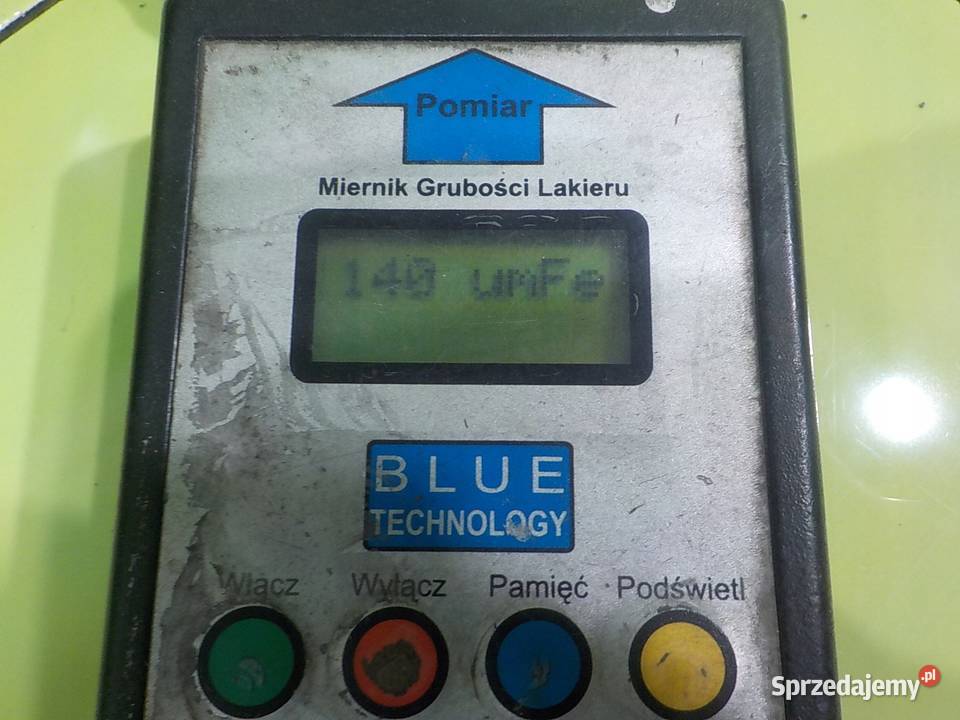 Pomiar
Miernik Grubości Lakieru
140 umFe
BLUE
TECHNOLOGY
Włącz Wyłącz Pamięć Podświetl
Sprzedajemy.pl